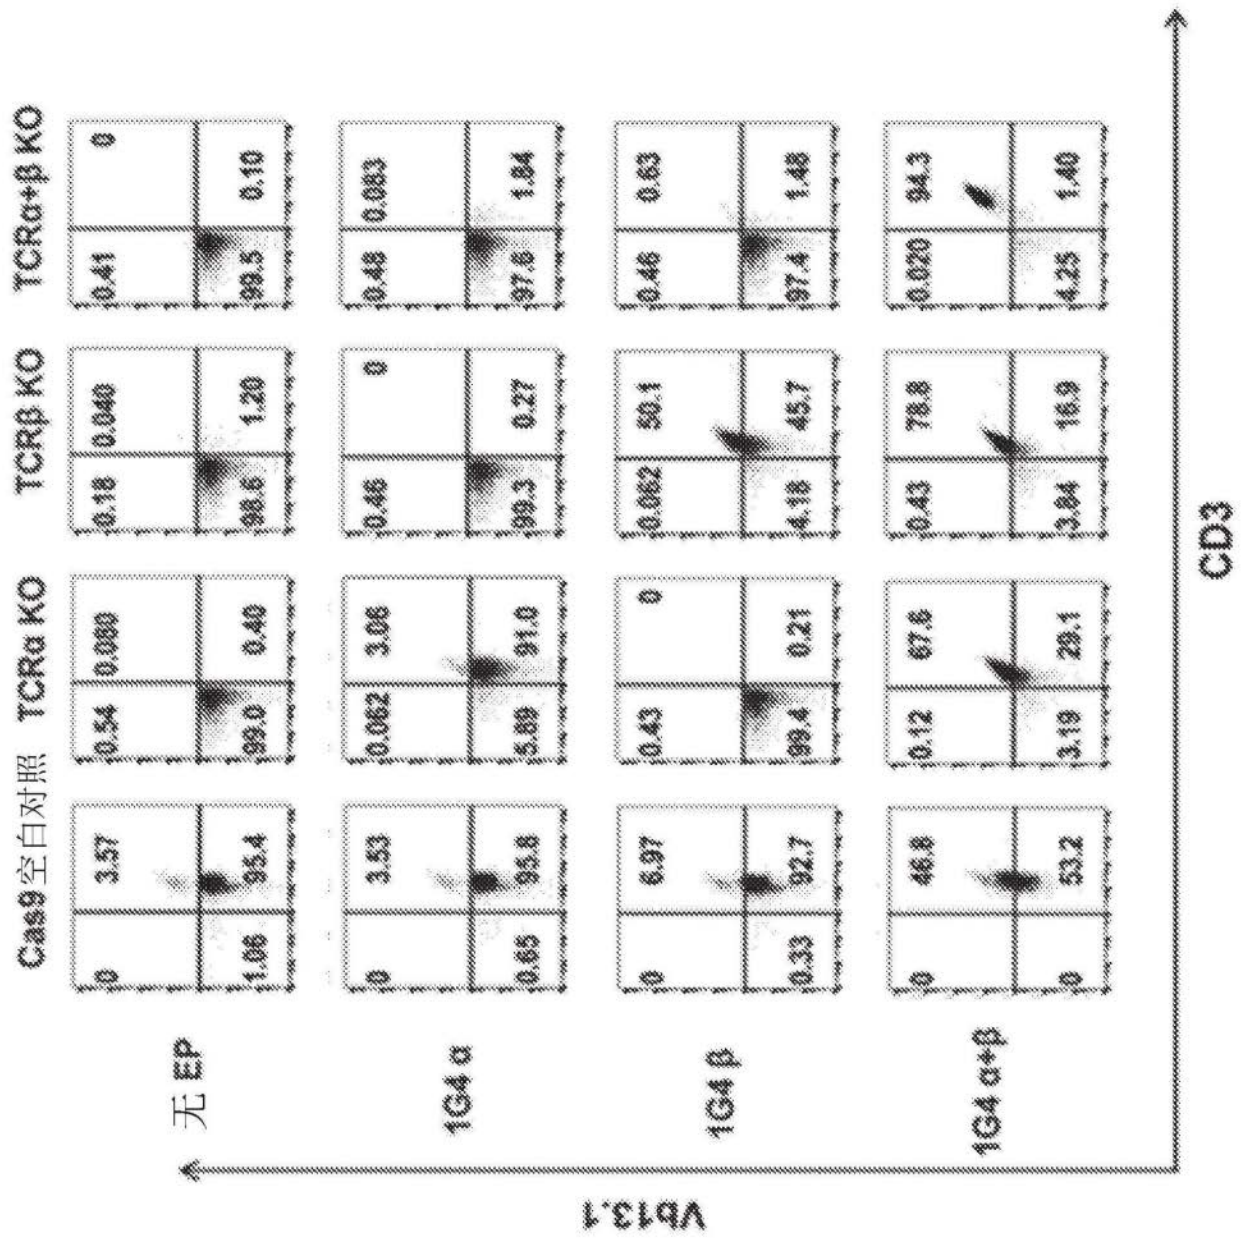 Cas9空白对照 TCRα KO TCRβ KO TCRα+β KO
无 EP
0 3.57 0.54 0.080 0.18 0.040 0.41 0
1.06 95.4 99.0 0.40 98.6 1.20 99.5 0.10
1G4 α
0 3.53 0.062 3.06 0.46 0 0.48 0.083
0.65 95.8 5.89 91.0 99.3 0.27 97.6 1.84
1G4 β
0 6.97 0.43 0 0.062 50.1 0.46 0.63
0.33 92.7 99.4 0.21 4.18 45.7 97.4 1.48
1G4 α+β
0 46.8 0.12 67.6 0.43 78.8 0.020 94.3
0 53.2 3.19 29.1 3.84 16.9 4.25 1.40
Vb13.1
CD3